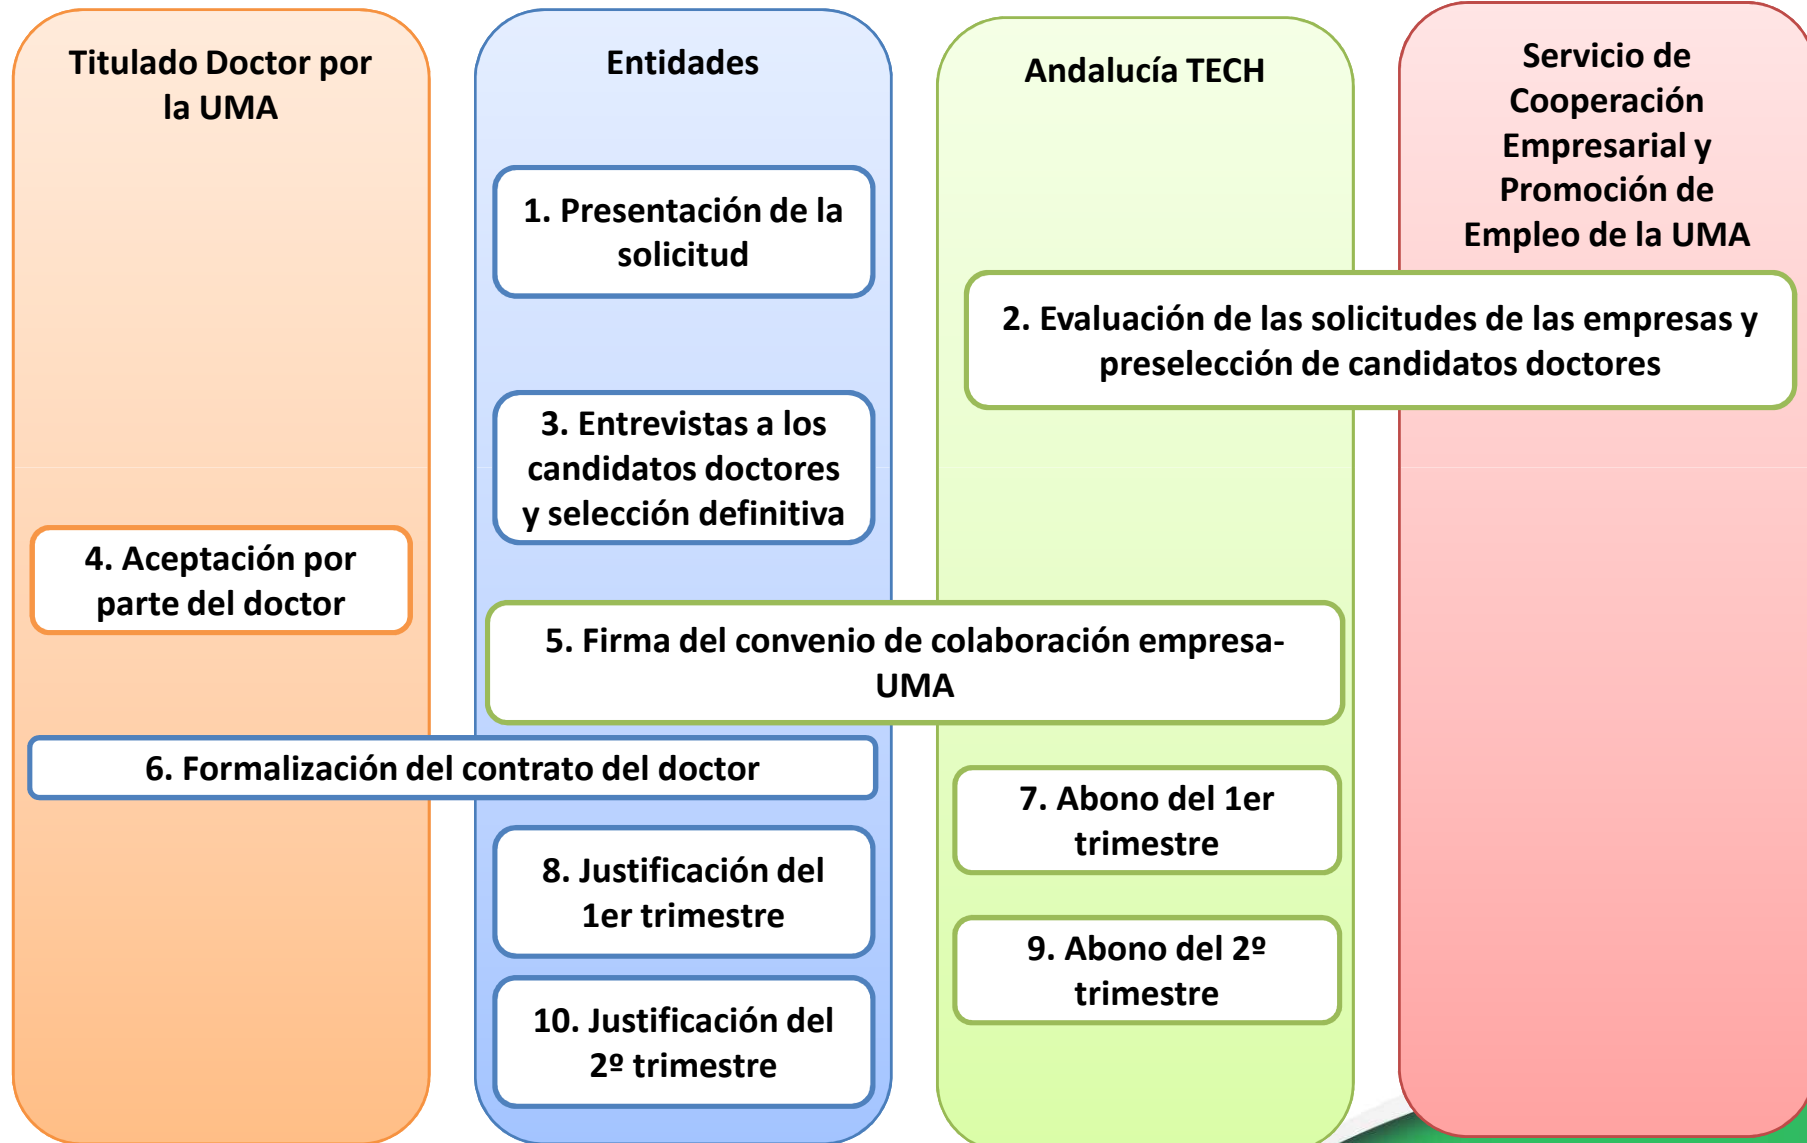 Titulado Doctor por
la UMA
Entidades
Andalucía TECH
Servicio de
Cooperación
Empresarial y
Promoción de
Empleo de la UMA
1. Presentación de la
solicitud
2. Evaluación de las solicitudes de las empresas y
preselección de candidatos doctores
3. Entrevistas a los
candidatos doctores
y selección definitiva
4. Aceptación por
parte del doctor
5. Firma del convenio de colaboración empresa-
UMA
6. Formalización del contrato del doctor
7. Abono del 1er
trimestre
8. Justificación del
1er trimestre
9. Abono del 2º
trimestre
10. Justificación del
2º trimestre